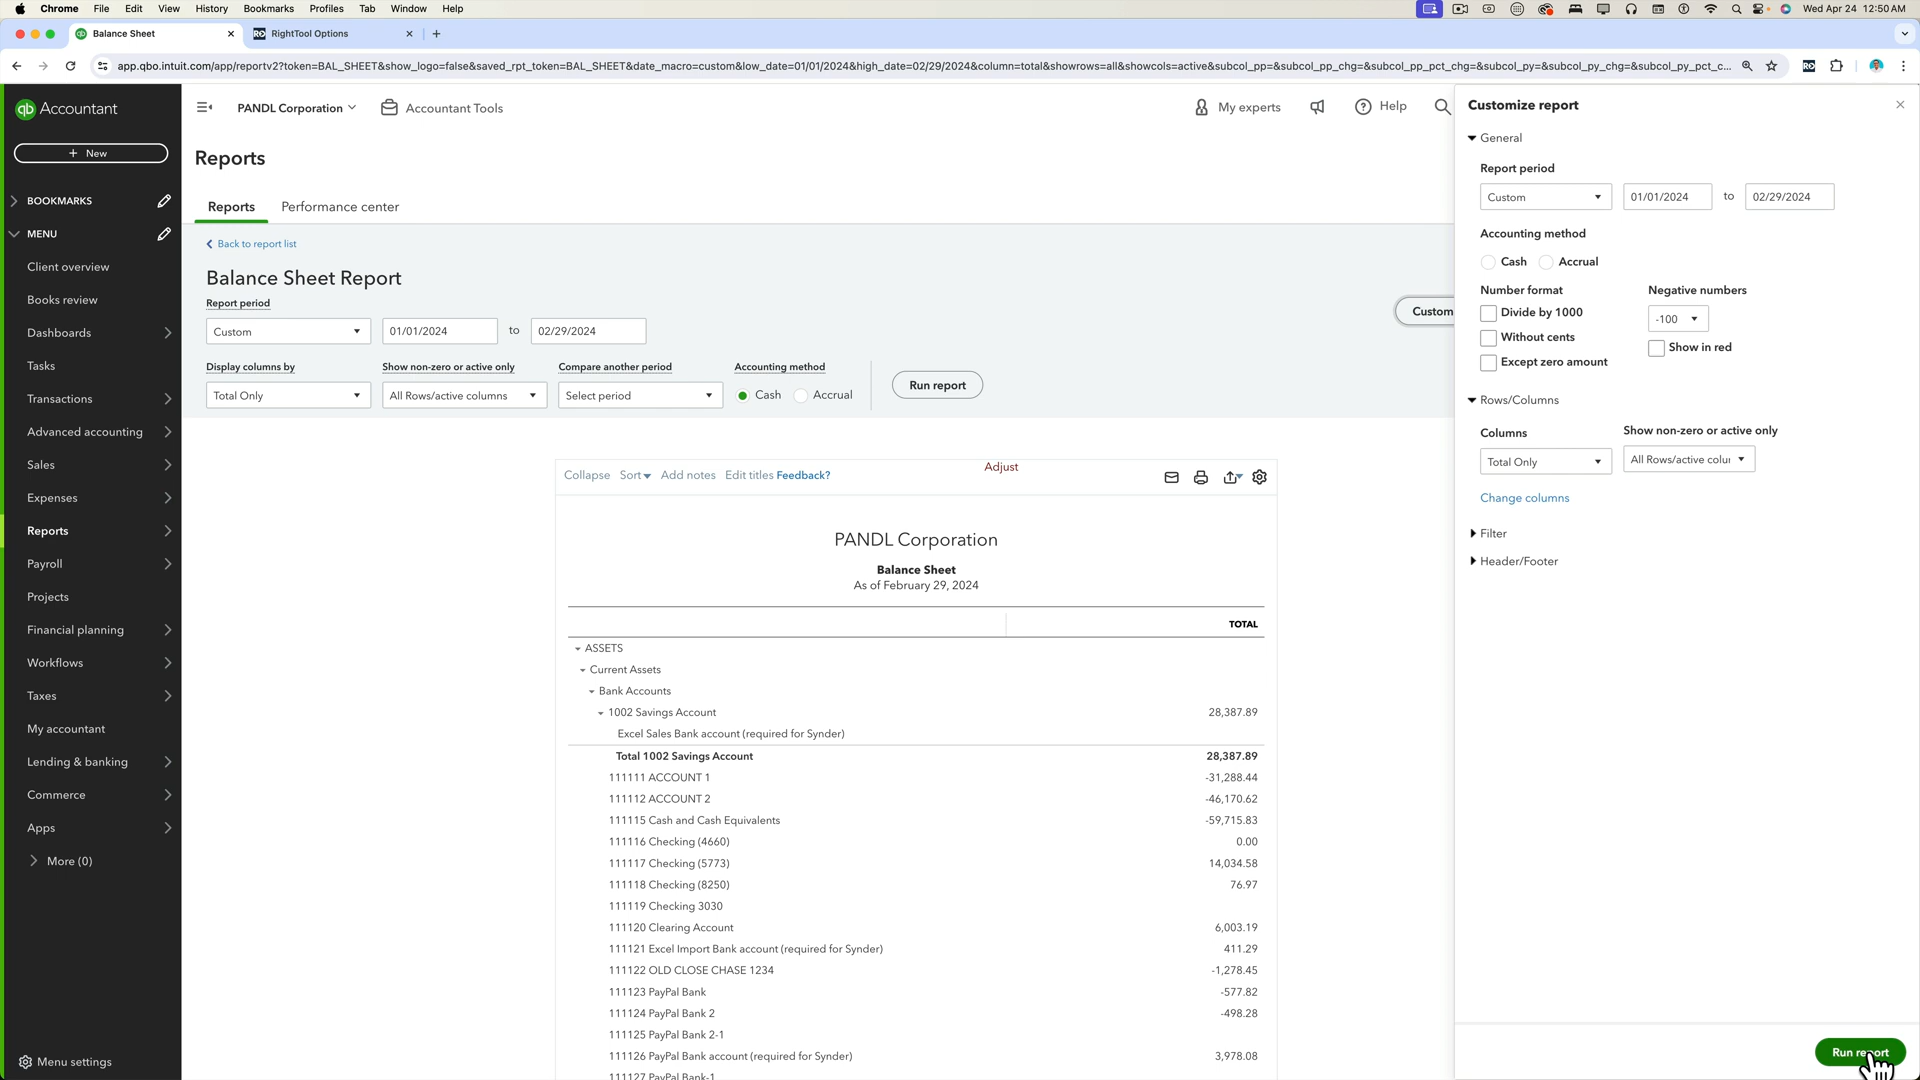 Chrome File Edit View History Bookmarks Profiles Tab Window Help
Wed Apr 24 12:50 AM
Balance Sheet
RightTool Options
app.qbo.intuit.com/app/reportv2?token=BAL_SHEET&show_logo=false&saved_rpt_token=BAL_SHEET&date_macro=custom&low_date=01/01/2024&high_date=02/29/2024&column=total&showrows=all&showcols=active&subcol_pp=&subcol_pp_chg=&subcol_pp_pct_chg=&subcol_py=&subcol_py_chg=&subcol_py_pct_c...
qb Accountant
+ New
BOOKMARKS
MENU
Client overview
Books review
Dashboards
Tasks
Transactions
Advanced accounting
Sales
Expenses
Reports
Payroll
Projects
Financial planning
Workflows
Taxes
My accountant
Lending & banking
Commerce
Apps
More (0)
Menu settings
PANDL Corporation
Accountant Tools
My experts
Help
Reports
Reports
Performance center
Back to report list
Balance Sheet Report
Report period
Custom
01/01/2024
to
02/29/2024
Custom
Display columns by
Show non-zero or active only
Compare another period
Accounting method
Total Only
All Rows/active columns
Select period
Cash
Accrual
Run report
Collapse
Sort
Add notes
Edit titles
Feedback?
Adjust
PANDL Corporation
Balance Sheet
As of February 29, 2024
TOTAL
ASSETS
Current Assets
Bank Accounts
1002 Savings Account 28,387.89
Excel Sales Bank account (required for Synder)
Total 1002 Savings Account 28,387.89
111111 ACCOUNT 1 -31,288.44
111112 ACCOUNT 2 -46,170.62
111115 Cash and Cash Equivalents -59,715.83
111116 Checking (4660) 0.00
111117 Checking (5773) 14,034.58
111118 Checking (8250) 76.97
111119 Checking 3030
111120 Clearing Account 6,003.19
111121 Excel Import Bank account (required for Synder) 411.29
111122 OLD CLOSE CHASE 1234 -1,278.45
111123 PayPal Bank -577.82
111124 PayPal Bank 2 -498.28
111125 PayPal Bank 2-1
111126 PayPal Bank account (required for Synder) 3,978.08
111127 PayPal Bank-1
Customize report
General
Report period
Custom
01/01/2024
to
02/29/2024
Accounting method
Cash
Accrual
Number format
Negative numbers
Divide by 1000
-100
Without cents
Show in red
Except zero amount
Rows/Columns
Columns
Show non-zero or active only
Total Only
All Rows/active colu
Change columns
Filter
Header/Footer
Run report